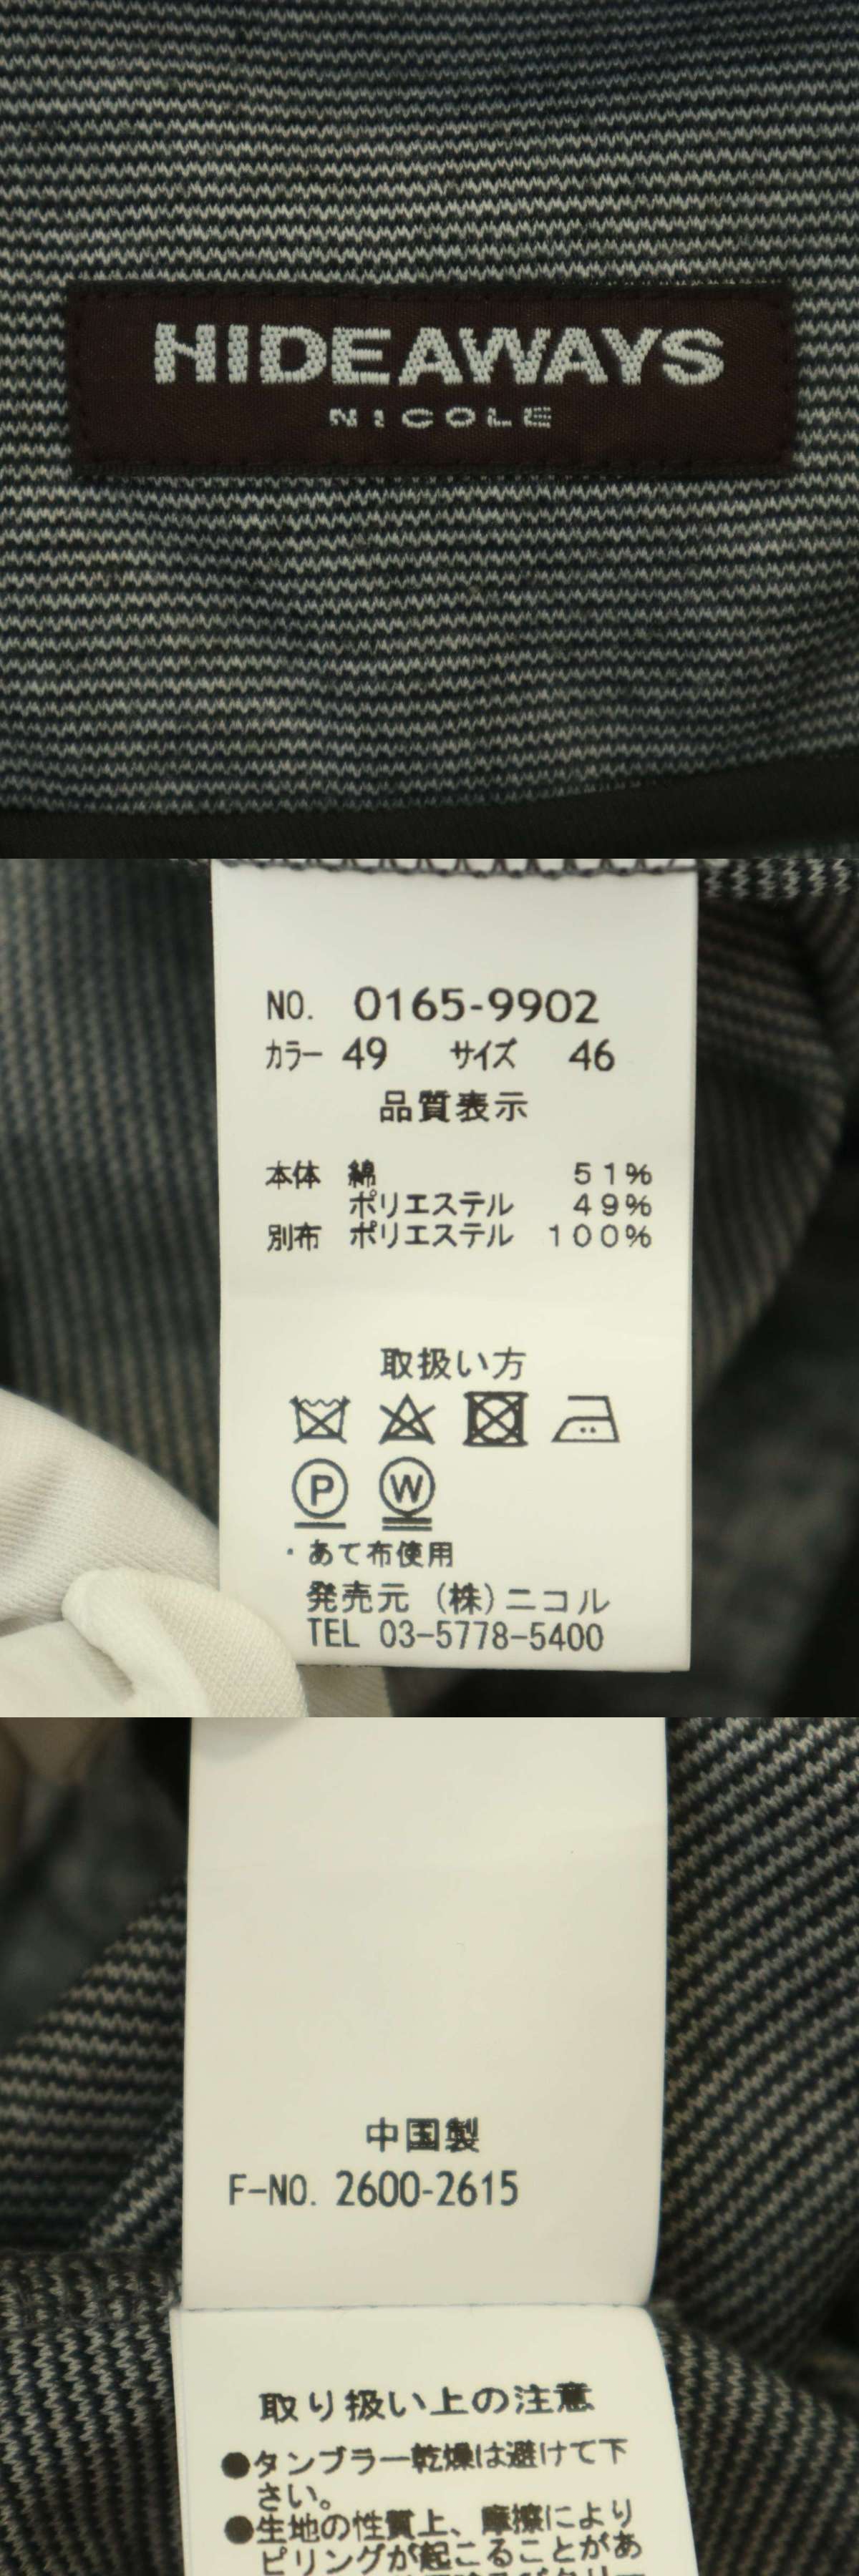 HIDEAWAYS
NICOLE
NO. 0165-9902
カラー 49 サイズ 46
品質表示
本体 綿 51%
ポリエステル 49%
別布 ポリエステル 100%
取扱い方
P W
・あて布使用
発売元 (株)ニコル
TEL 03-5778-5400
中国製
F-NO. 2600-2615
取り扱い上の注意
●タンブラー乾燥は避けて下
さい。
●生地の性質上、摩擦により
ピリングが起こることがあ